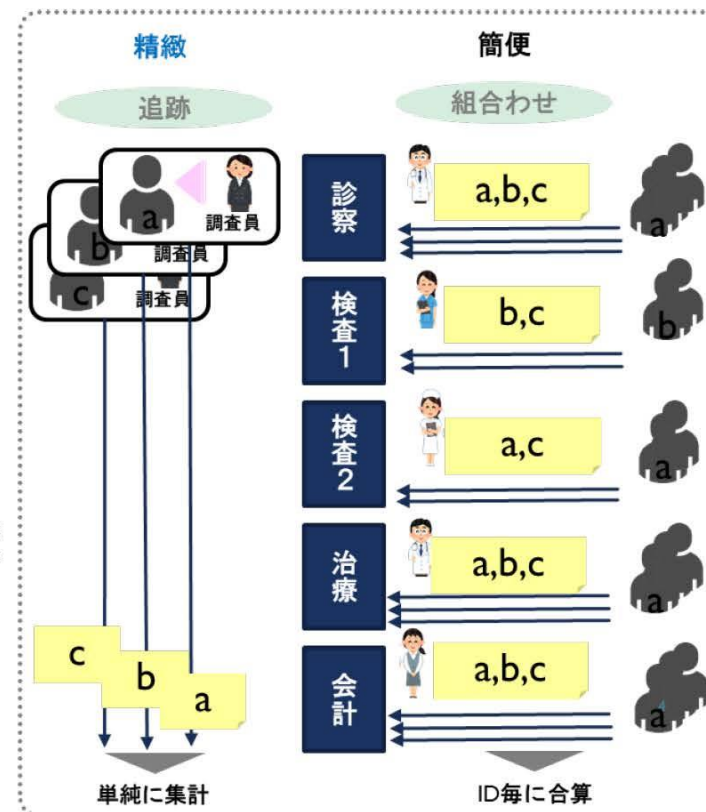 精緻
追跡
a
調査員
b
調査員
c
調査員
c
b
a
単純に集計
簡便
組合わせ
診察
a,b,c
a
検査1
b,c
b
検査2
a,c
a
治療
a,b,c
a
会計
a,b,c
a
ID毎に合算